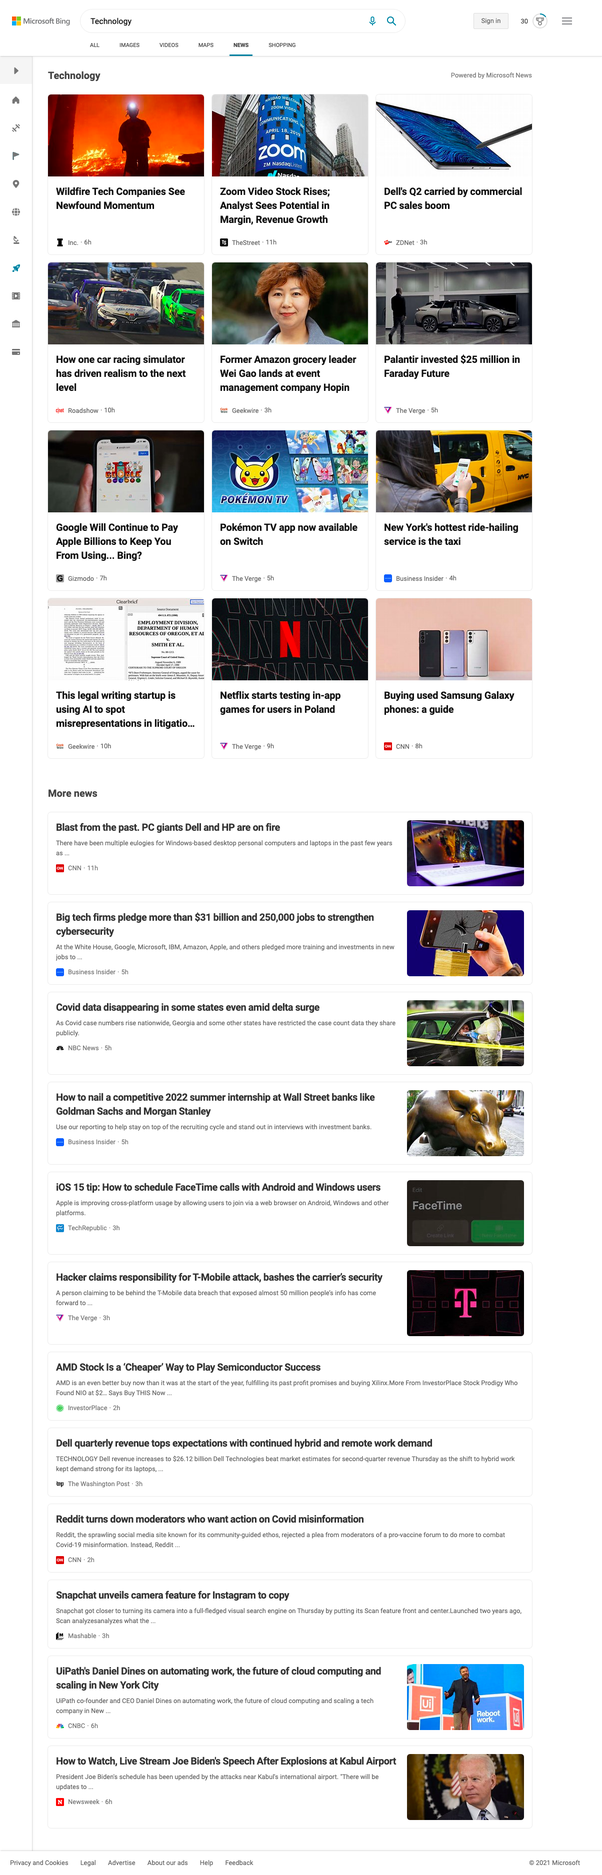 Microsoft Bing
Technology
Sign in
30
ALL
IMAGES
VIDEOS
MAPS
NEWS
SHOPPING
Technology
Powered by Microsoft News
zoom
Nasdaq
Wildfire Tech Companies See
Newfound Momentum
Inc. · 6h
Zoom Video Stock Rises;
Analyst Sees Potential in
Margin, Revenue Growth
TheStreet · 11h
Dell's Q2 carried by commercial
PC sales boom
ZDNet · 3h
How one car racing simulator
has driven realism to the next
level
Roadshow · 10h
Former Amazon grocery leader
Wei Gao lands at event
management company Hopin
Geekwire · 3h
Palantir invested $25 million in
Faraday Future
The Verge · 5h
POKÉMON TV
Google Will Continue to Pay
Apple Billions to Keep You
From Using... Bing?
Gizmodo · 7h
Pokémon TV app now available
on Switch
The Verge · 5h
New York's hottest ride-hailing
service is the taxi
Business Insider · 4h
Clearbrief
EMPLOYMENT DIVISION,
DEPARTMENT OF HUMAN
RESOURCES OF OREGON, ET AL
v.
SMITH ET AL.
N
This legal writing startup is
using AI to spot
misrepresentations in litigatio...
Geekwire · 10h
Netflix starts testing in-app
games for users in Poland
The Verge · 9h
Buying used Samsung Galaxy
phones: a guide
CNN · 8h
More news
Blast from the past. PC giants Dell and HP are on fire
There have been multiple eulogies for Windows-based desktop personal computers and laptops in the past few years
as ...
CNN · 11h
Big tech firms pledge more than $31 billion and 250,000 jobs to strengthen
cybersecurity
At the White House, Google, Microsoft, IBM, Amazon, Apple, and others pledged more training and investments in new
jobs to ...
Business Insider · 5h
Covid data disappearing in some states even amid delta surge
As Covid case numbers rise nationwide, Georgia and some other states have restricted the case count data they share
publicly.
NBC News · 5h
How to nail a competitive 2022 summer internship at Wall Street banks like
Goldman Sachs and Morgan Stanley
Use our reporting to help stay on top of the recruiting cycle and stand out in interviews with investment banks.
Business Insider · 5h
iOS 15 tip: How to schedule FaceTime calls with Android and Windows users
Apple is improving cross-platform usage by allowing users to join via a web browser on Android, Windows and other
platforms.
TechRepublic · 3h
FaceTime
Hacker claims responsibility for T-Mobile attack, bashes the carrier's security
A person claiming to be behind the T-Mobile data breach that exposed almost 50 million people's info has come
forward to ...
The Verge · 3h
T
AMD Stock Is a 'Cheaper' Way to Play Semiconductor Success
AMD is an even better buy now than it was at the start of the year, fulfilling its past profit promises and buying Xilinx.More From InvestorPlace Stock Prodigy Who
Found NIO at $2... Says Buy THIS Now ...
InvestorPlace · 2h
Dell quarterly revenue tops expectations with continued hybrid and remote work demand
TECHNOLOGY Dell revenue increases to $26.12 billion Dell Technologies beat market estimates for second-quarter revenue Thursday as the shift to hybrid work
kept demand strong for its laptops, ...
The Washington Post · 3h
Reddit turns down moderators who want action on Covid misinformation
Reddit, the sprawling social media site known for its community-guided ethos, rejected a plea from moderators of a pro-vaccine forum to do more to combat
Covid-19 misinformation. Instead, Reddit ...
CNN · 2h
Snapchat unveils camera feature for Instagram to copy
Snapchat got closer to turning its camera into a full-fledged visual search engine on Thursday by putting its Scan feature front and center.Launched two years ago,
Scan analyzesanalyzes what the ...
Mashable · 3h
UiPath's Daniel Dines on automating work, the future of cloud computing and
scaling in New York City
UiPath co-founder and CEO Daniel Dines on automating work, the future of cloud computing and scaling a tech
company in New ...
CNBC · 6h
Ui
Reboot
work.
How to Watch, Live Stream Joe Biden's Speech After Explosions at Kabul Airport
President Joe Biden's schedule has been upended by the attacks near Kabul's international airport. "There will be
updates to ...
Newsweek · 6h
Privacy and Cookies
Legal
Advertise
About our ads
Help
Feedback
© 2021 Microsoft